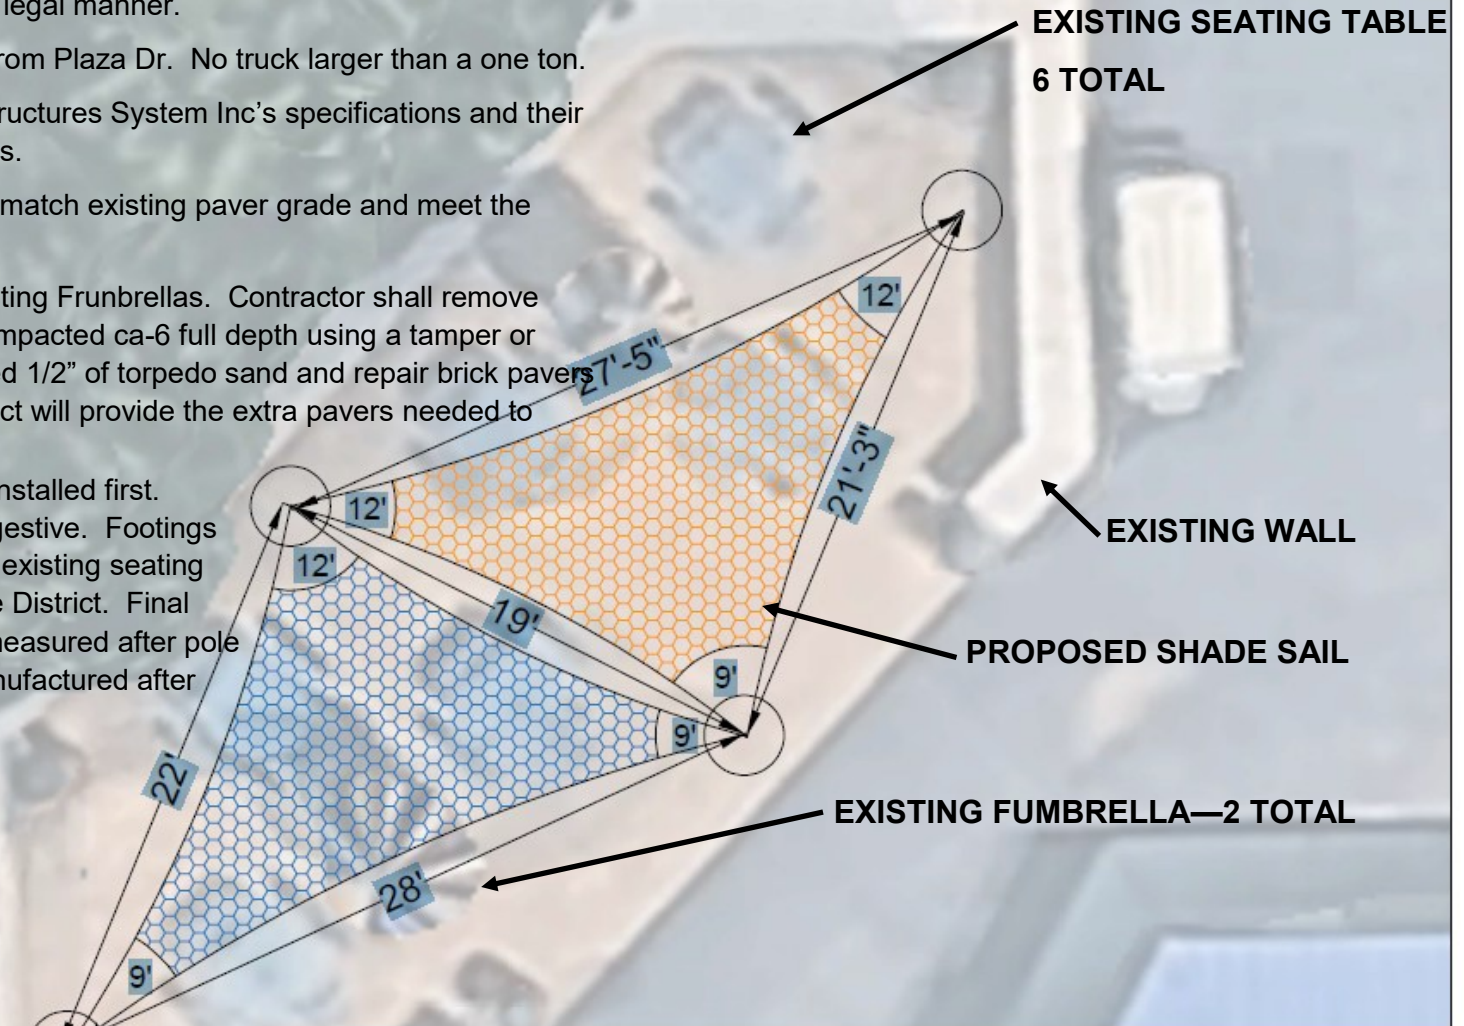 legal manner.
EXISTING SEATING TABLE
6 TOTAL
rom Plaza Dr. No truck larger than a one ton.
ructures System Inc’s specifications and their
s.
match existing paver grade and meet the
ting Frunbrellas. Contractor shall remove
mpacted ca-6 full depth using a tamper or
ed 1/2” of torpedo sand and repair brick pavers
ct will provide the extra pavers needed to
12'
27'-5"
21'-3"
nstalled first.
gestive. Footings
existing seating
e District. Final
neasured after pole
nufactured after
12'
12'
19'
EXISTING WALL
PROPOSED SHADE SAIL
9'
9'
22'
EXISTING FUMBRELLA—2 TOTAL
28'
9'